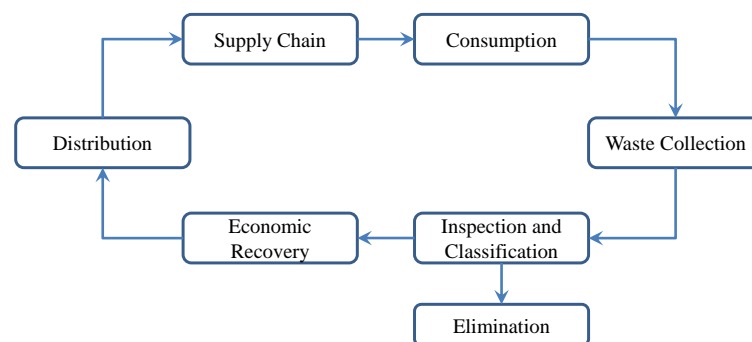 Supply Chain
Consumption
Distribution
Waste Collection
Economic
Recovery
Inspection and
Classification
Elimination